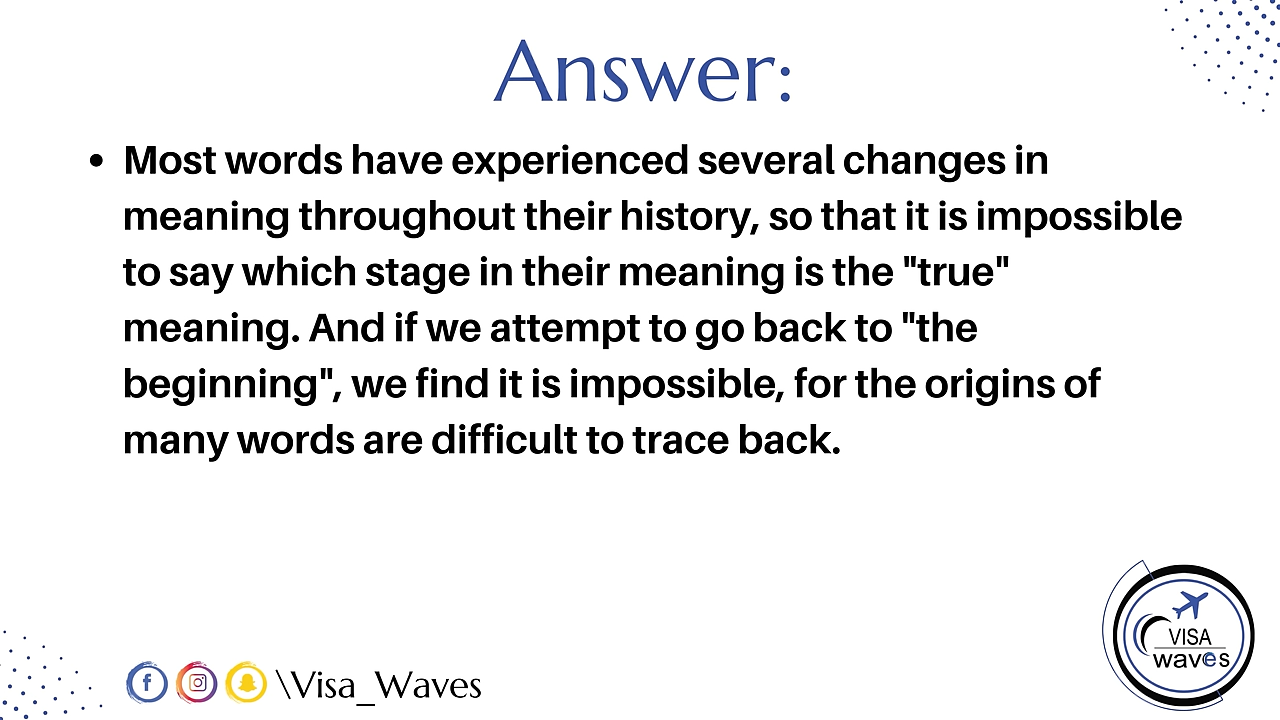 Answer:
• Most words have experienced several changes in
meaning throughout their history, so that it is impossible
to say which stage in their meaning is the "true"
meaning. And if we attempt to go back to "the
beginning", we find it is impossible, for the origins of
many words are difficult to trace back.
VISA
waves
\Visa_Waves